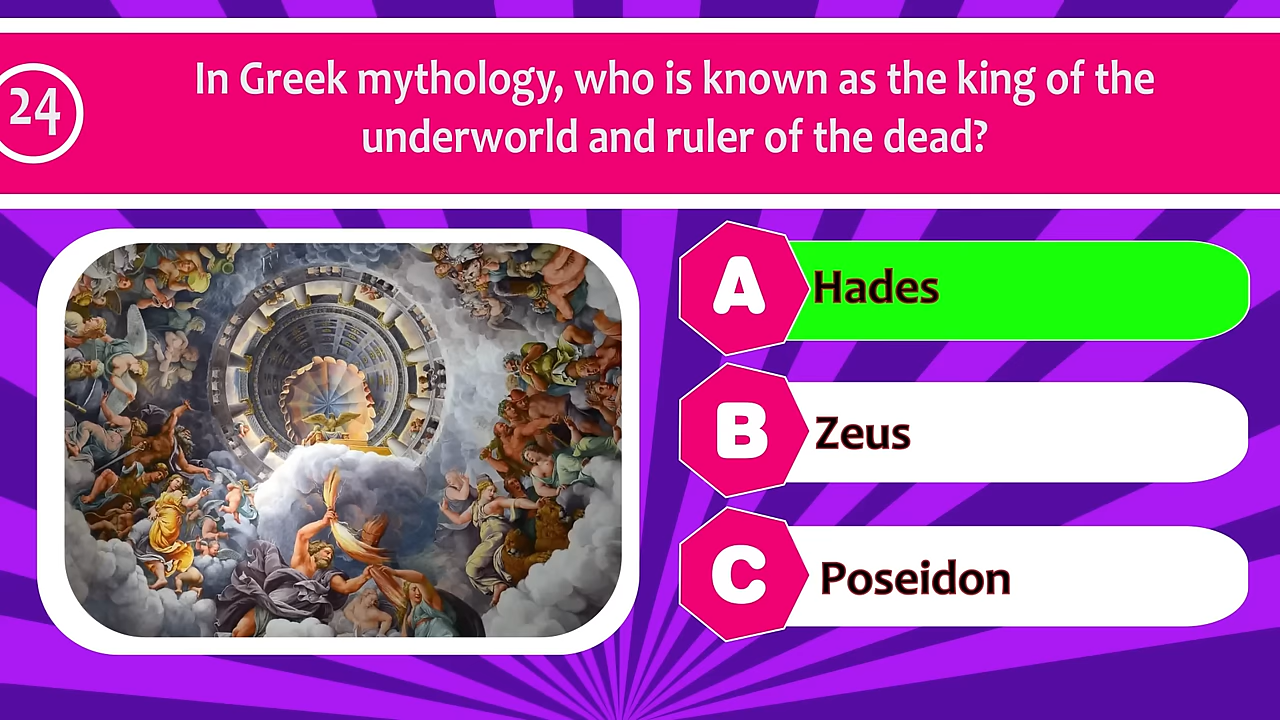 24
In Greek mythology, who is known as the king of the
underworld and ruler of the dead?
A Hades
B Zeus
C Poseidon